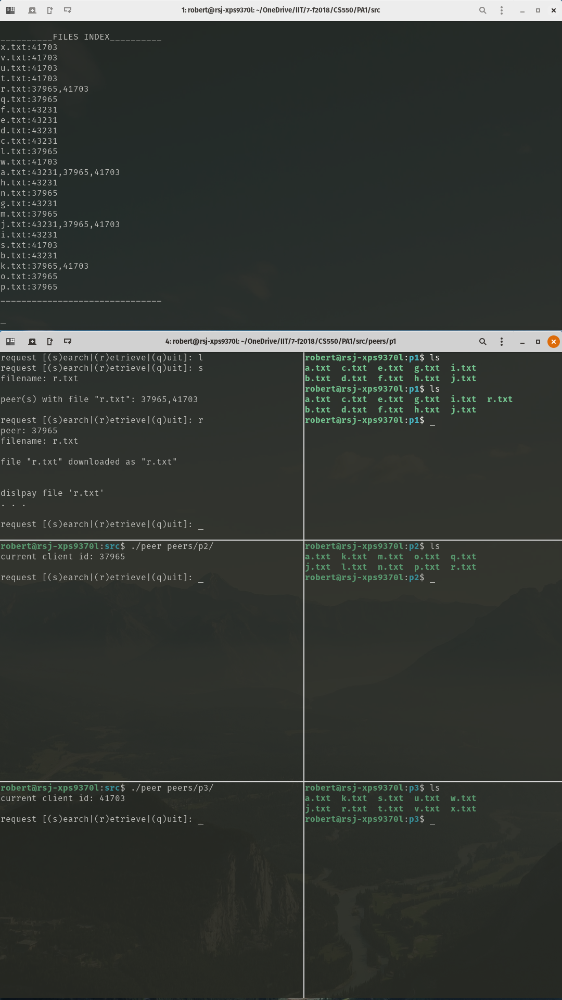 1: robert@rsj-xps9370l: ~/OneDrive/IIT/7-f2018/CS550/PA1/src
__________FILES INDEX__________
x.txt:41703
v.txt:41703
u.txt:41703
t.txt:41703
r.txt:37965,41703
q.txt:37965
f.txt:43231
e.txt:43231
d.txt:43231
c.txt:43231
l.txt:37965
w.txt:41703
a.txt:43231,37965,41703
h.txt:43231
n.txt:37965
g.txt:43231
m.txt:37965
j.txt:43231,37965,41703
i.txt:43231
s.txt:41703
b.txt:43231
k.txt:37965,41703
o.txt:37965
p.txt:37965
_______________________________
_
4: robert@rsj-xps9370l: ~/OneDrive/IIT/7-f2018/CS550/PA1/src/peers/p1
request [(s)earch|(r)etrieve|(q)uit]: l
request [(s)earch|(r)etrieve|(q)uit]: s
filename: r.txt
peer(s) with file "r.txt": 37965,41703
request [(s)earch|(r)etrieve|(q)uit]: r
peer: 37965
filename: r.txt
file "r.txt" downloaded as "r.txt"
dislpay file 'r.txt'
. . .
request [(s)earch|(r)etrieve|(q)uit]: _
robert@rsj-xps9370l:p1$ ls
a.txt  c.txt  e.txt  g.txt  i.txt
b.txt  d.txt  f.txt  h.txt  j.txt
robert@rsj-xps9370l:p1$ ls
a.txt  c.txt  e.txt  g.txt  i.txt  r.txt
b.txt  d.txt  f.txt  h.txt  j.txt
robert@rsj-xps9370l:p1$ _
robert@rsj-xps9370l:src$ ./peer peers/p2/
current client id: 37965
request [(s)earch|(r)etrieve|(q)uit]: _
robert@rsj-xps9370l:p2$ ls
a.txt  k.txt  m.txt  o.txt  q.txt
j.txt  l.txt  n.txt  p.txt  r.txt
robert@rsj-xps9370l:p2$ _
robert@rsj-xps9370l:src$ ./peer peers/p3/
current client id: 41703
request [(s)earch|(r)etrieve|(q)uit]: _
robert@rsj-xps9370l:p3$ ls
a.txt  k.txt  s.txt  u.txt  w.txt
j.txt  r.txt  t.txt  v.txt  x.txt
robert@rsj-xps9370l:p3$ _